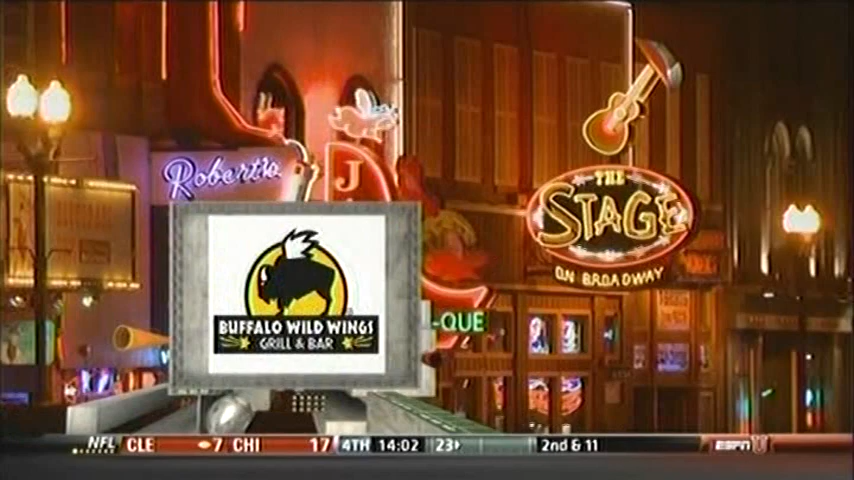 Robert's
J
THE
STAGE
ON BROADWAY
BUFFALO WILD WINGS
GRILL & BAR
-QUE
NFL CLE 7 CHI 17 4TH 14:02 23 2nd & 11 ESPNU